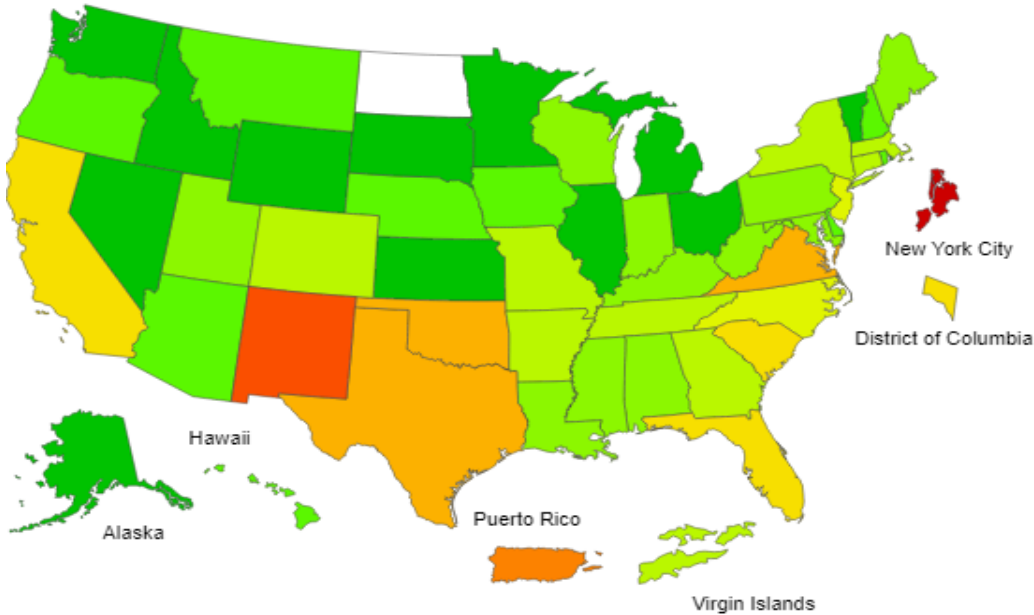 New York City
District of Columbia
Hawaii
Puerto Rico
Alaska
Virgin Islands